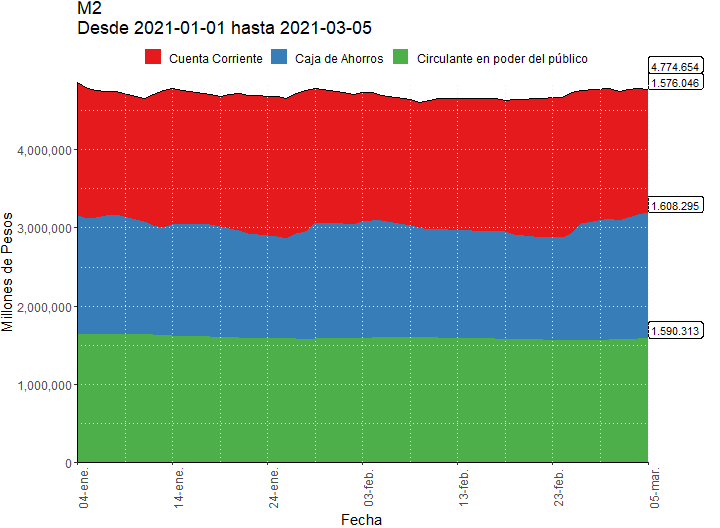 M2
Desde 2021-01-01 hasta 2021-03-05
Cuenta Corriente Caja de Ahorros Circulante en poder del público
4.774.654
1.576.046
4,000,000
1.608.295
3,000,000
2,000,000
1.590.313
1,000,000
0
Millones de Pesos
04-ene. 14-ene. 24-ene. 03-feb. 13-feb. 23-feb. 05-mar.
Fecha